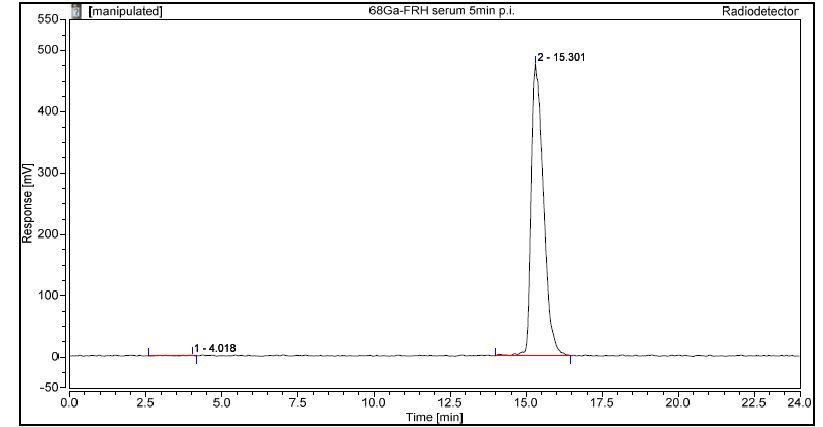 [manipulated] 68Ga-FRH serum 5min p.i. Radiodetector
550
500
400
300
200
100
0
-50
Response [mV]
2 - 15.301
1 - 4.018
0.0 2.5 5.0 7.5 10.0 12.5 15.0 17.5 20.0 22.5 24.0
Time [min]